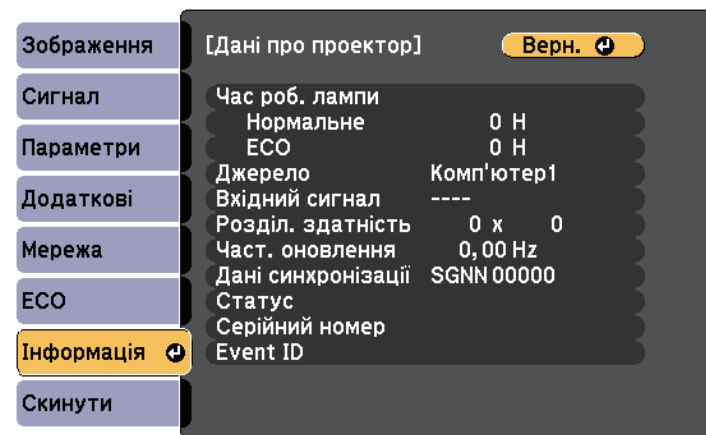 Зображення
Сигнал
Параметри
Додаткові
Мережа
ECO
Інформація
Скинути
[Дані про проектор] Верн.
Час роб. лампи
Нормальне 0 H
ECO 0 H
Джерело Комп'ютер1
Вхідний сигнал ----
Розділ. здатність 0 x 0
Част. оновлення 0,00 Hz
Дані синхронізації SGNN 00000
Статус
Серійний номер
Event ID